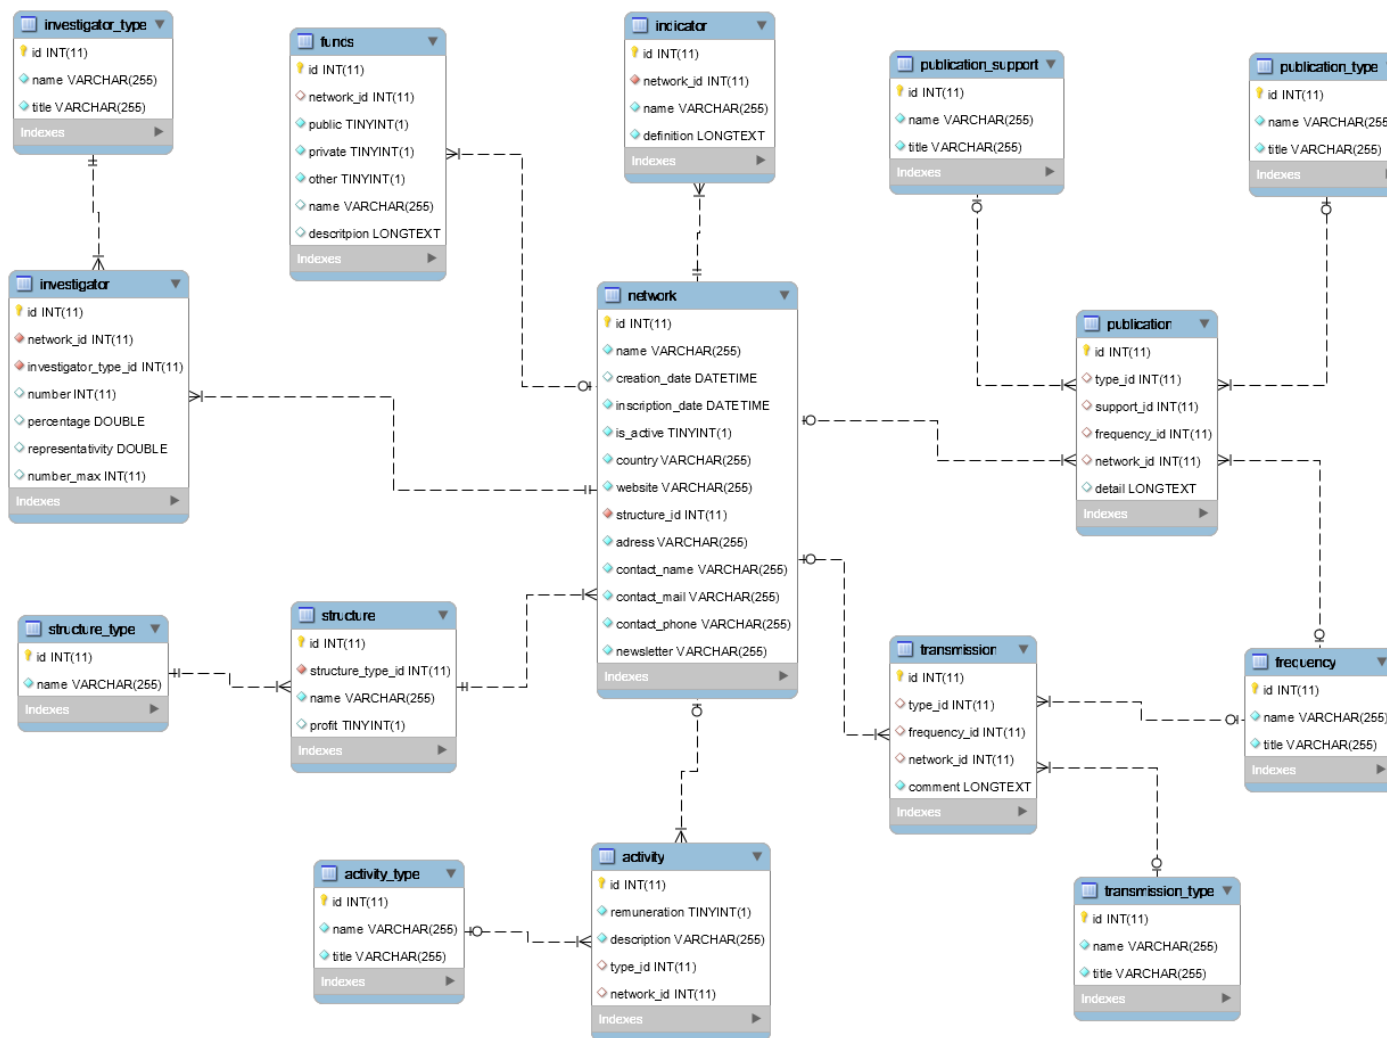 investigator_type
id INT(11)
name VARCHAR(255)
title VARCHAR(255)
Indexes
funds
id INT(11)
network_id INT(11)
public TINYINT(1)
private TINYINT(1)
other TINYINT(1)
name VARCHAR(255)
descritpion LONGTEXT
Indexes
indicator
id INT(11)
network_id INT(11)
name VARCHAR(255)
definition LONGTEXT
Indexes
publication_support
id INT(11)
name VARCHAR(255)
title VARCHAR(255)
Indexes
publication_type
id INT(11)
name VARCHAR(255
title VARCHAR(255)
Indexes
investigator
id INT(11)
network_id INT(11)
investigator_type_id INT(11)
number INT(11)
percentage DOUBLE
representativity DOUBLE
number_max INT(11)
Indexes
network
id INT(11)
name VARCHAR(255)
creation_date DATETIME
inscription_date DATETIME
is_active TINYINT(1)
country VARCHAR(255)
website VARCHAR(255)
structure_id INT(11)
adress VARCHAR(255)
contact_name VARCHAR(255)
contact_mail VARCHAR(255)
contact_phone VARCHAR(255)
newsletter VARCHAR(255)
Indexes
publication
id INT(11)
type_id INT(11)
support_id INT(11)
frequency_id INT(11)
network_id INT(11)
detail LONGTEXT
Indexes
structure_type
id INT(11)
name VARCHAR(255)
Indexes
structure
id INT(11)
structure_type_id INT(11)
name VARCHAR(255)
profit TINYINT(1)
Indexes
transmission
id INT(11)
type_id INT(11)
frequency_id INT(11)
network_id INT(11)
comment LONGTEXT
Indexes
frequency
id INT(11)
name VARCHAR(255)
title VARCHAR(255)
Indexes
activity_type
id INT(11)
name VARCHAR(255)
title VARCHAR(255)
Indexes
activity
id INT(11)
remuneration TINYINT(1)
description VARCHAR(255)
type_id INT(11)
network_id INT(11)
Indexes
transmission_type
id INT(11)
name VARCHAR(255)
title VARCHAR(255)
Indexes